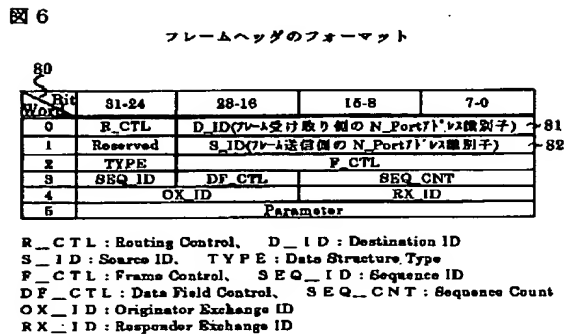 図6
フレームヘッダのフォーマット
80
Bit
Word
31-24 23-16 15-8 7-0
0 R_CTL D_ID(フレーム受け取り側の N_Portアドレス識別子) 81
1 Reserved S_ID(フレーム送信側の N_Portアドレス識別子) 82
2 TYPE F_CTL
3 SEQ_ID DF_CTL SEQ_CNT
4 OX_ID RX_ID
5 Parameter
R_CTL : Routing Control、 D_ID : Destination ID
S_ID : Source ID、 TYPE : Data Structure Type
F_CTL : Frame Control、 SEQ_ID : Sequence ID
DF_CTL : Data Field Control、 SEQ_CNT : Sequence Count
OX_ID : Originator Exchange ID
RX_ID : Responder Exchange ID